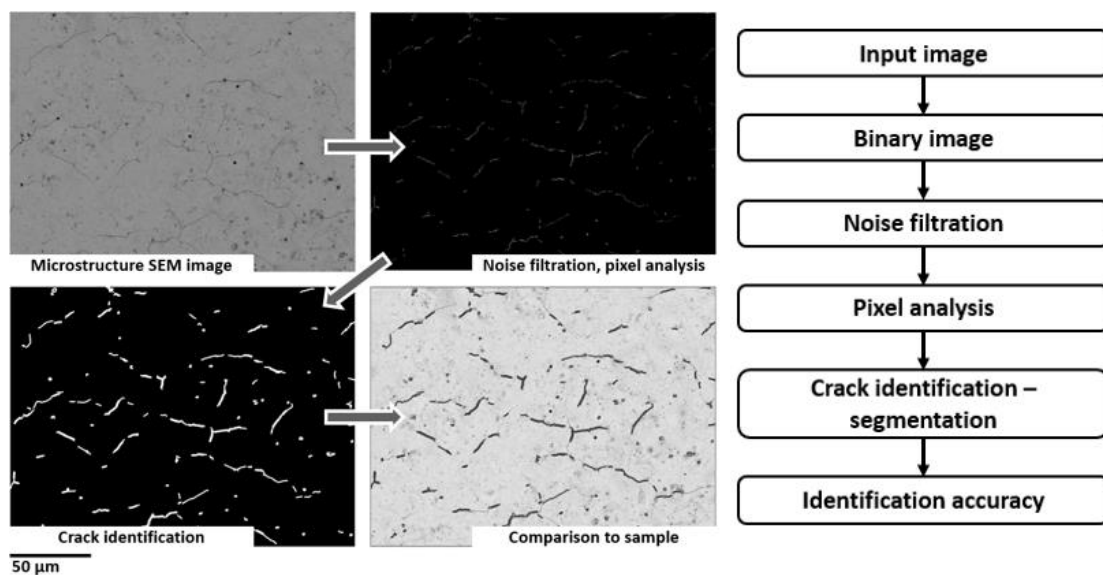 Microstructure SEM image
Noise filtration, pixel analysis
Crack identification
Comparison to sample
50 µm
Input image
Binary image
Noise filtration
Pixel analysis
Crack identification –
segmentation
Identification accuracy